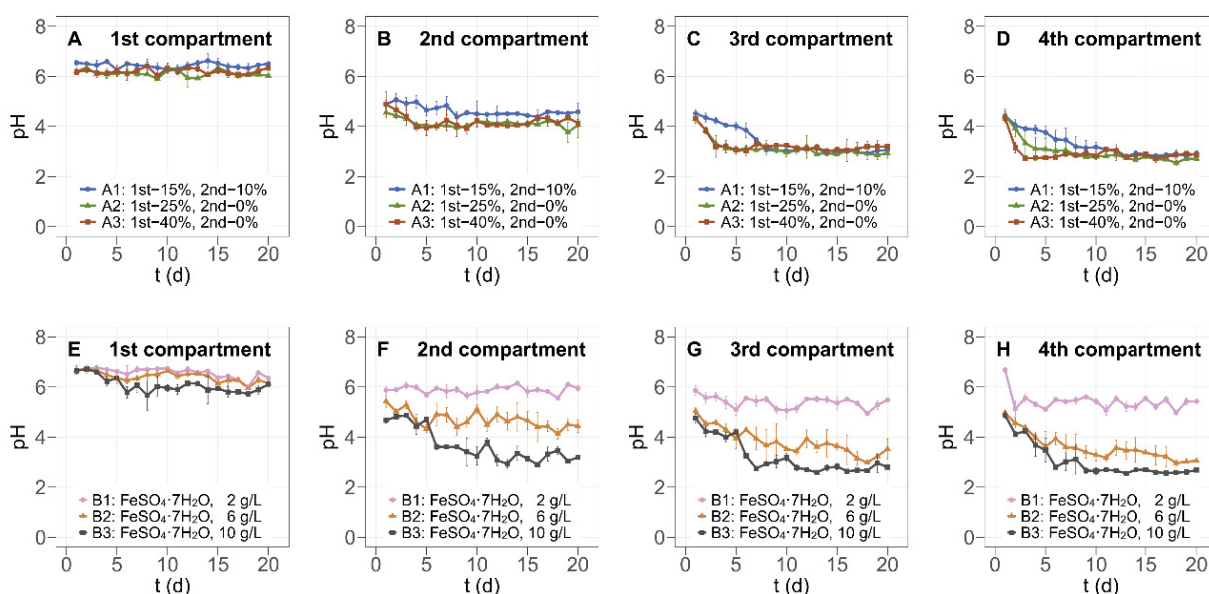 A 1st compartment
8
6
4
2
0
pH
A1: 1st−15%, 2nd−10%
A2: 1st−25%, 2nd−0%
A3: 1st−40%, 2nd−0%
0 5 10 15 20
t (d)
B 2nd compartment
8
6
4
2
0
pH
A1: 1st−15%, 2nd−10%
A2: 1st−25%, 2nd−0%
A3: 1st−40%, 2nd−0%
0 5 10 15 20
t (d)
C 3rd compartment
8
6
4
2
0
pH
A1: 1st−15%, 2nd−10%
A2: 1st−25%, 2nd−0%
A3: 1st−40%, 2nd−0%
0 5 10 15 20
t (d)
D 4th compartment
8
6
4
2
0
pH
A1: 1st−15%, 2nd−10%
A2: 1st−25%, 2nd−0%
A3: 1st−40%, 2nd−0%
0 5 10 15 20
t (d)
E 1st compartment
8
6
4
2
0
pH
B1: FeSO₄·7H₂O, 2 g/L
B2: FeSO₄·7H₂O, 6 g/L
B3: FeSO₄·7H₂O, 10 g/L
0 5 10 15 20
t (d)
F 2nd compartment
8
6
4
2
0
pH
B1: FeSO₄·7H₂O, 2 g/L
B2: FeSO₄·7H₂O, 6 g/L
B3: FeSO₄·7H₂O, 10 g/L
0 5 10 15 20
t (d)
G 3rd compartment
8
6
4
2
0
pH
B1: FeSO₄·7H₂O, 2 g/L
B2: FeSO₄·7H₂O, 6 g/L
B3: FeSO₄·7H₂O, 10 g/L
0 5 10 15 20
t (d)
H 4th compartment
8
6
4
2
0
pH
B1: FeSO₄·7H₂O, 2 g/L
B2: FeSO₄·7H₂O, 6 g/L
B3: FeSO₄·7H₂O, 10 g/L
0 5 10 15 20
t (d)